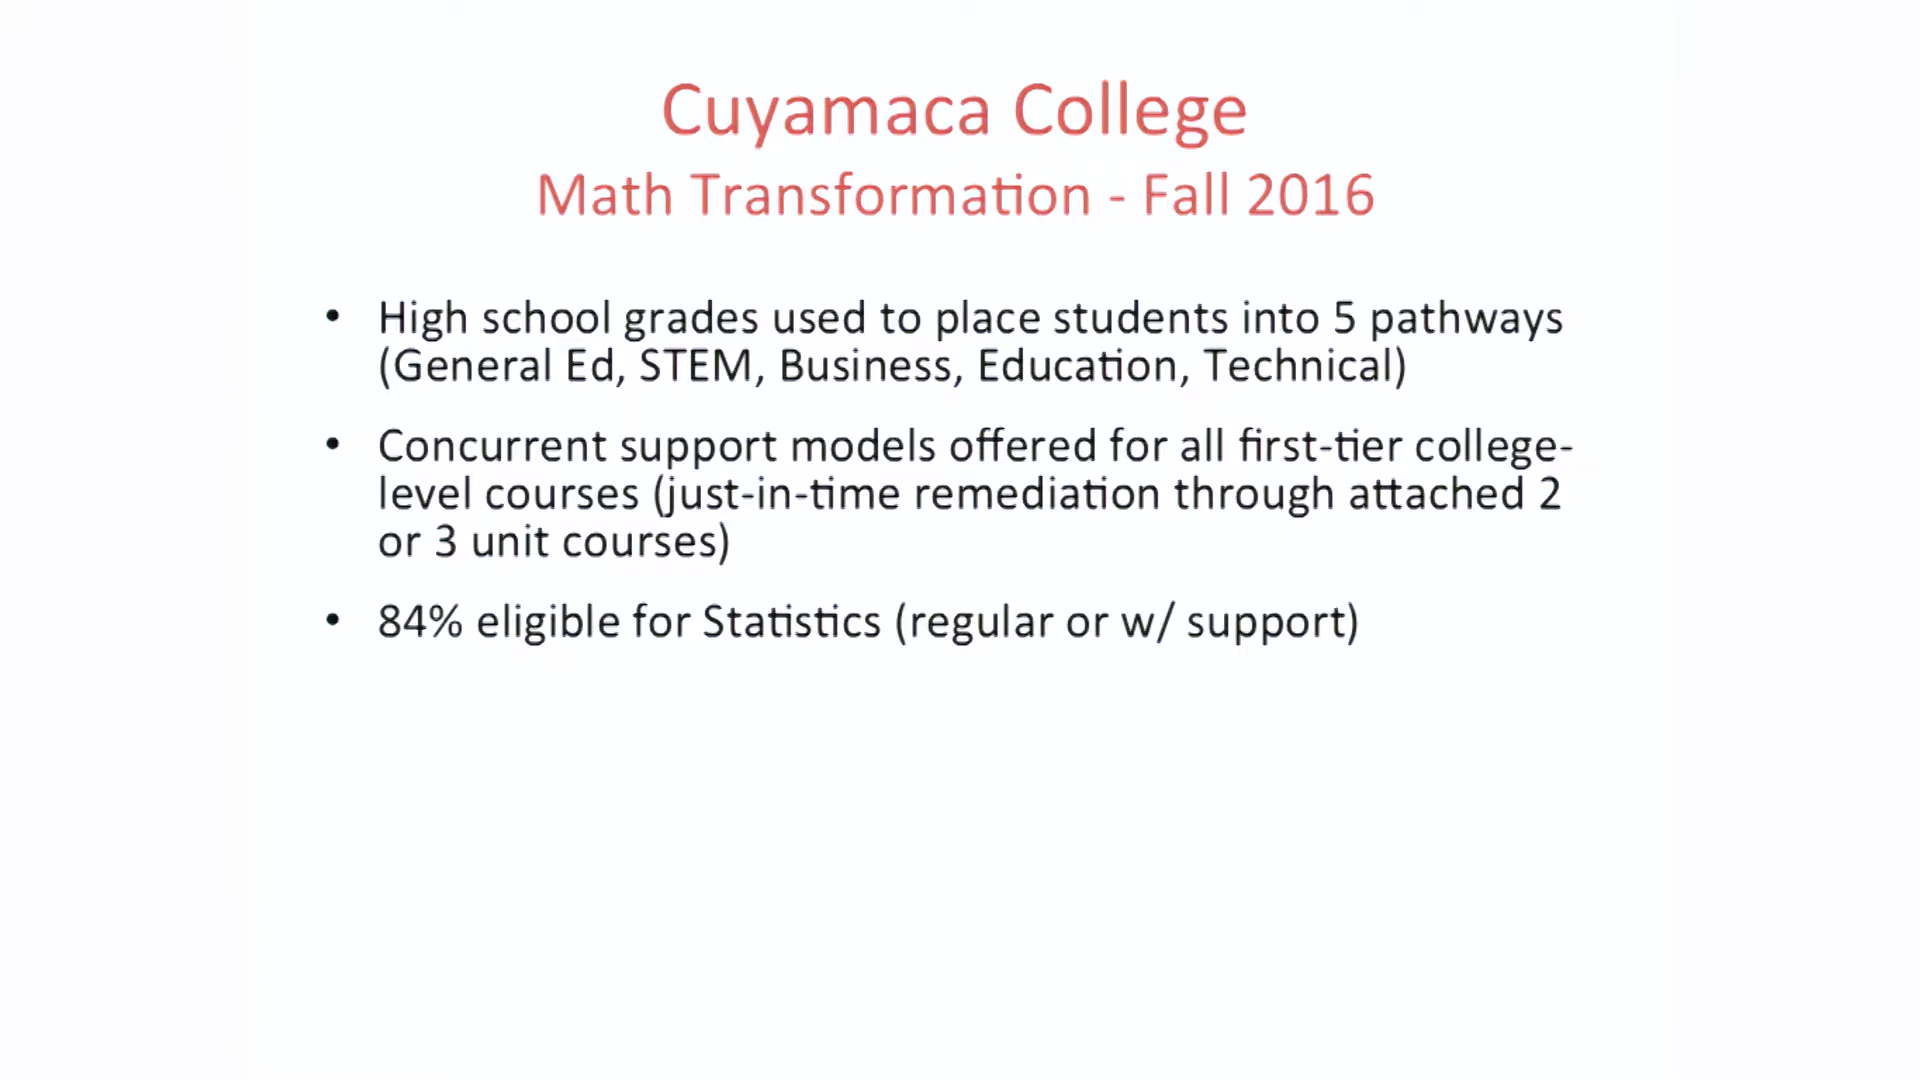 Cuyamaca College
Math Transformation - Fall 2016
• High school grades used to place students into 5 pathways
(General Ed, STEM, Business, Education, Technical)
• Concurrent support models offered for all first-tier college-
level courses (just-in-time remediation through attached 2
or 3 unit courses)
• 84% eligible for Statistics (regular or w/ support)